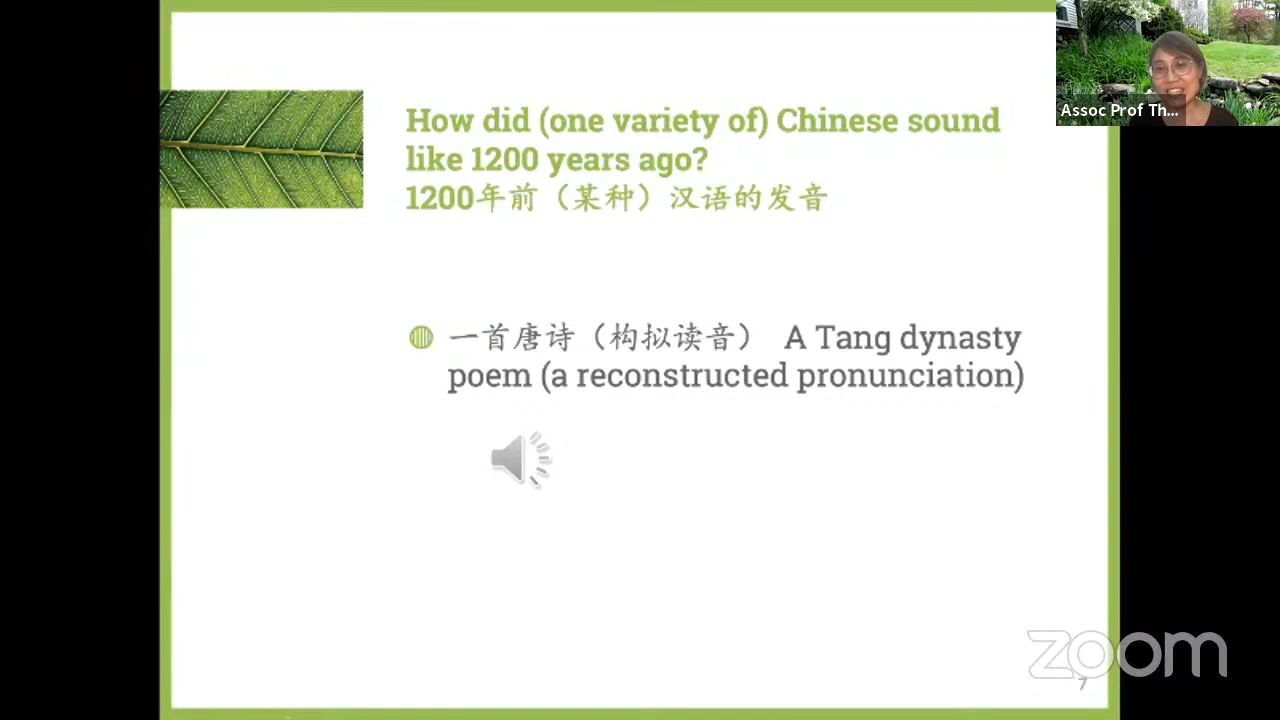 How did (one variety of) Chinese sound
like 1200 years ago?
1200年前（某种）汉语的发音
一首唐诗（构拟读音） A Tang dynasty
poem (a reconstructed pronunciation)
Assoc Prof Th...
zoom
7